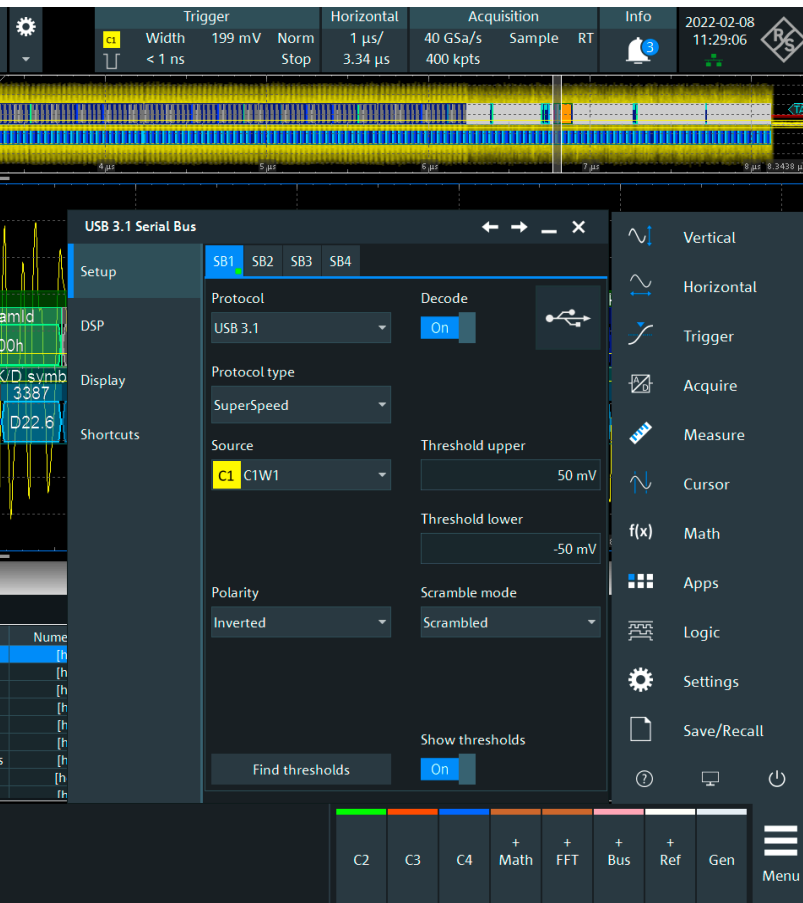 Trigger Horizontal Acquisition Info
C1 Width 199 mV Norm 1 µs/ 40 GSa/s Sample RT 3 2022-02-08
< 1 ns Stop 3.34 µs 400 kpts 11:29:06
R&S
4 µs 5 µs 6 µs 7 µs 8 µs 8.3438 µ
USB 3.1 Serial Bus
Setup
DSP
Display
Shortcuts
SB1 SB2 SB3 SB4
Protocol Decode
USB 3.1 On
Protocol type
SuperSpeed
Source Threshold upper
C1 C1W1 50 mV
Threshold lower
-50 mV
Polarity Scramble mode
Inverted Scrambled
Show thresholds
Find thresholds On
amId
00h
K/D symb
3387
D22.6
Nume
[h
[h
[h
[h
[h
[h
s [h
[h
[h
Vertical
Horizontal
Trigger
A/D Acquire
Measure
Cursor
f(x) Math
Apps
Logic
Settings
Save/Recall
?
C2 C3 C4 + Math + FFT + Bus + Ref Gen
Menu